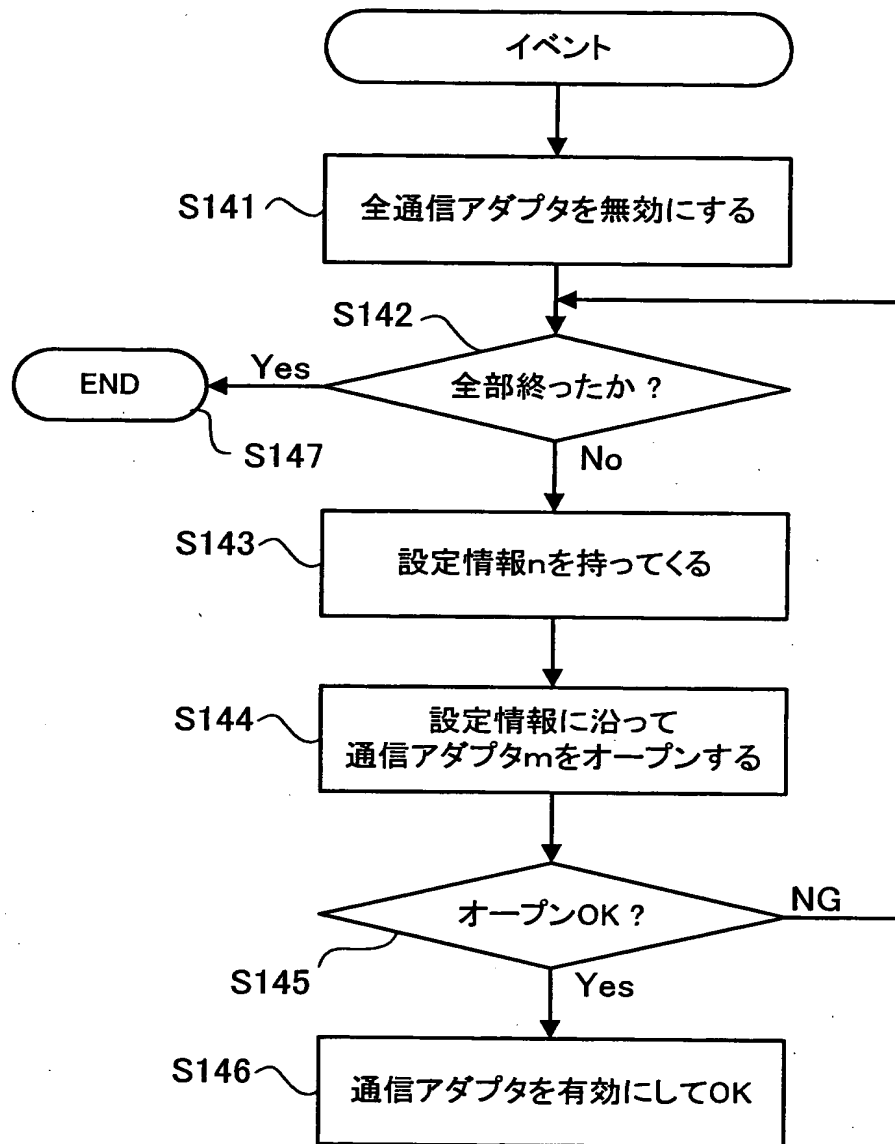 イベント
S141
全通信アダプタを無効にする
S142
全部終ったか?
Yes
END
S147
No
S143
設定情報nを持ってくる
S144
設定情報に沿って
通信アダプタmをオープンする
オープンOK?
NG
S145
Yes
S146
通信アダプタを有効にしてOK